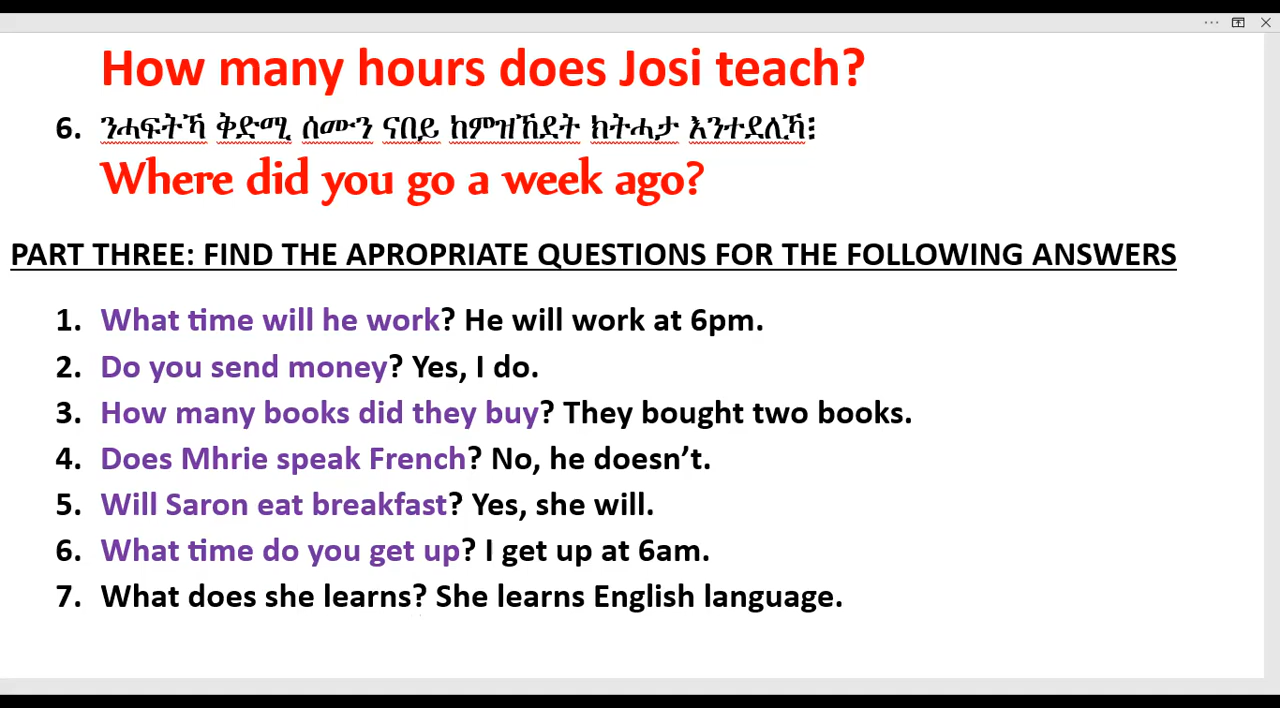 How many hours does Josi teach?
6. ንሓፍትኻ ቅድሚ ሰሙን ናበይ ከምዝኸደት ክትሓታ እንተደለኻ፧
Where did you go a week ago?
PART THREE: FIND THE APROPRIATE QUESTIONS FOR THE FOLLOWING ANSWERS
1. What time will he work? He will work at 6pm.
2. Do you send money? Yes, I do.
3. How many books did they buy? They bought two books.
4. Does Mhrie speak French? No, he doesn’t.
5. Will Saron eat breakfast? Yes, she will.
6. What time do you get up? I get up at 6am.
7. What does she learns? She learns English language.